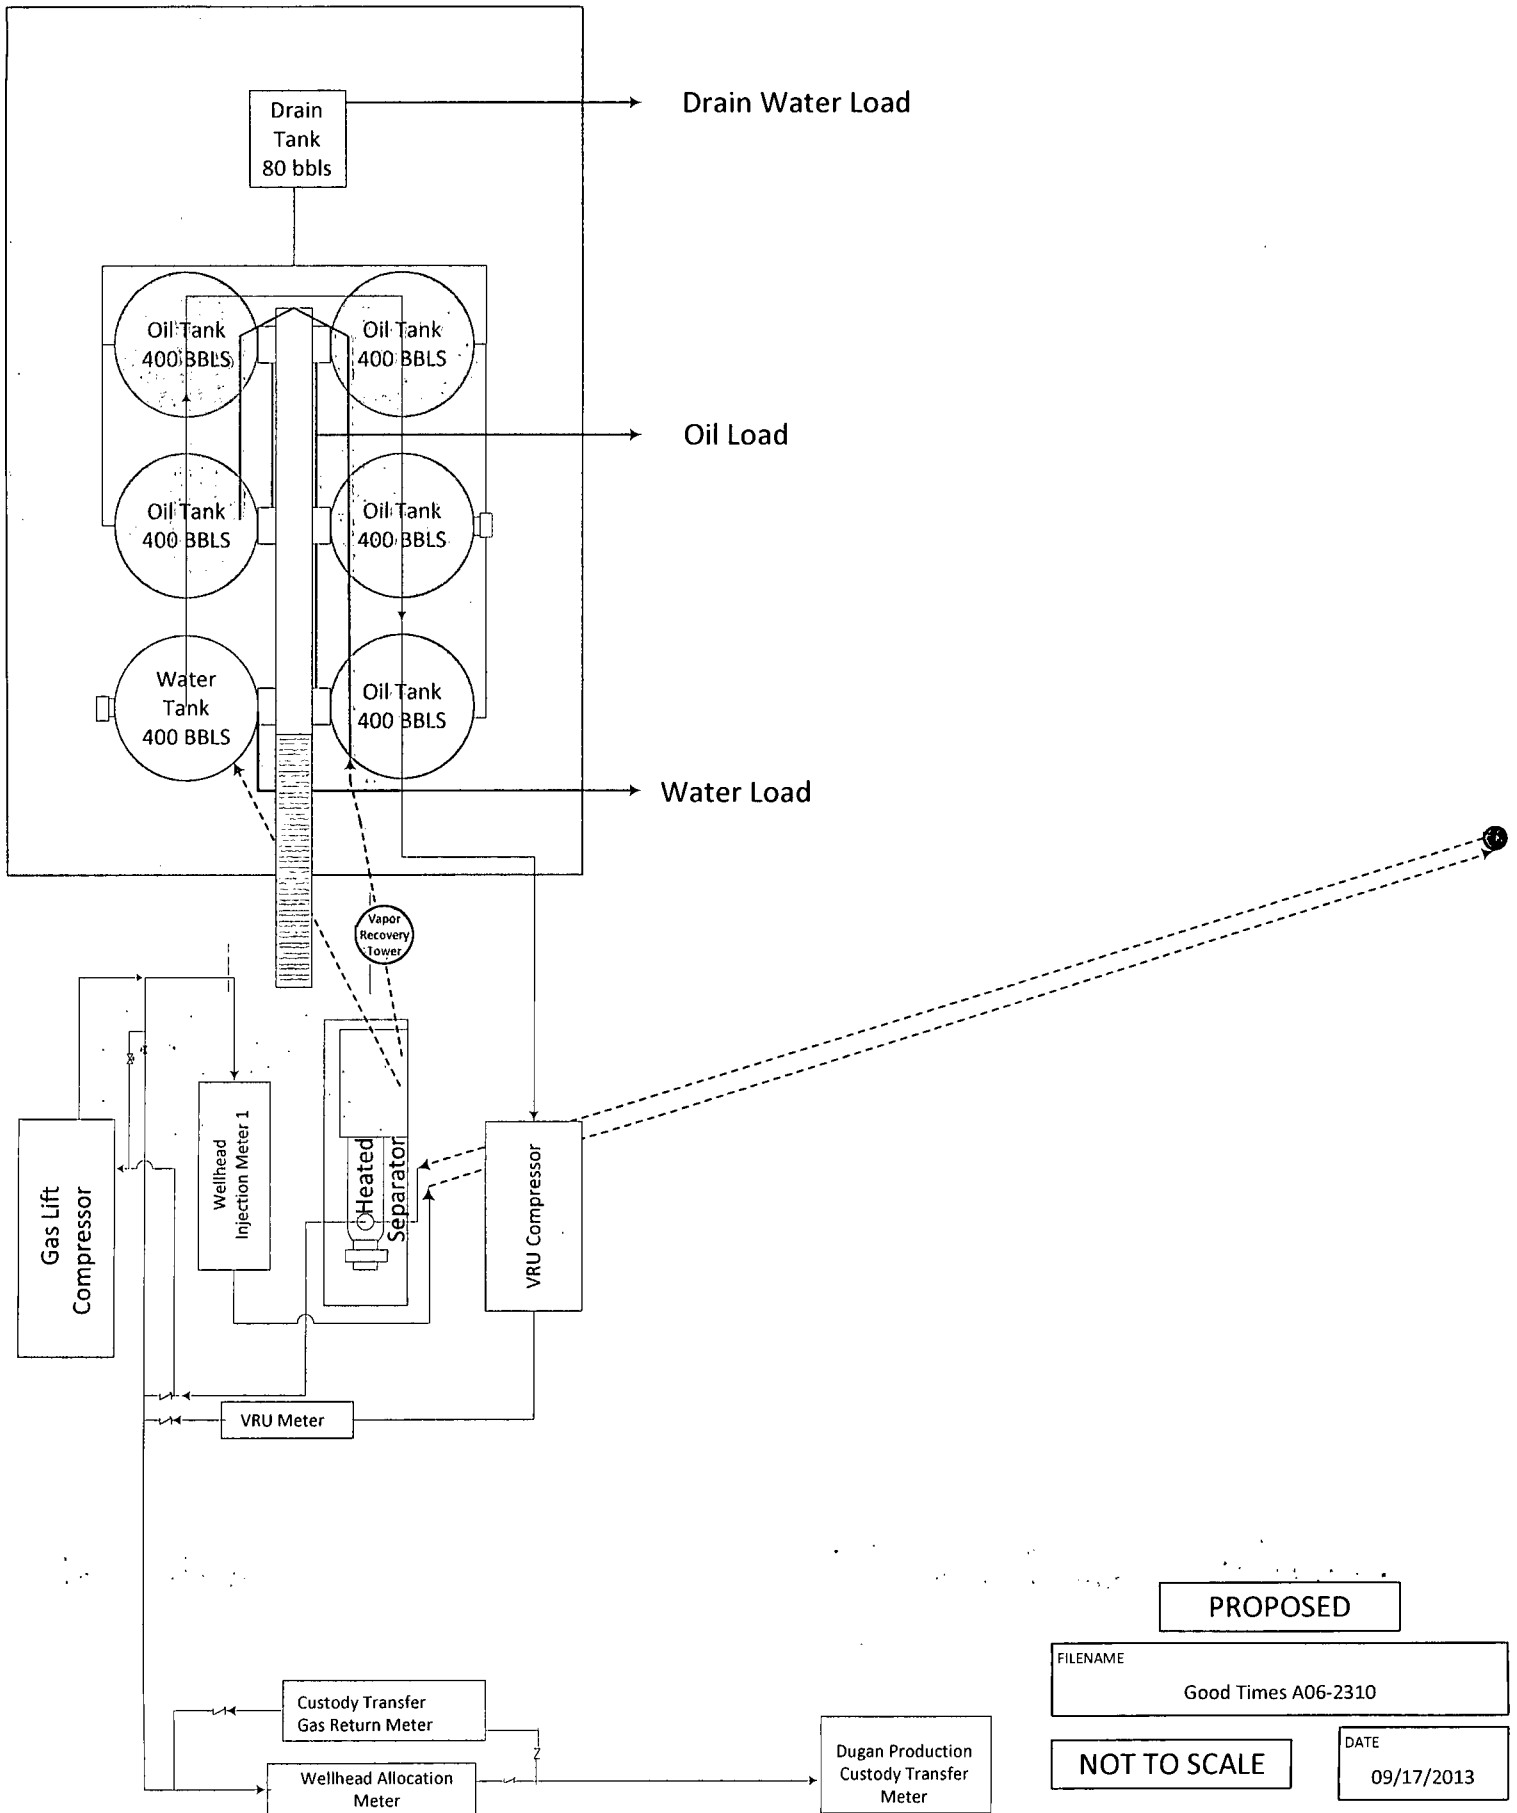 Drain
Tank
80 bbls
Drain Water Load
Oil Tank
400 BBLS
Oil Tank
400 BBLS
Oil Load
Oil Tank
400 BBLS
Oil Tank
400 BBLS
Water
Tank
400 BBLS
Oil Tank
400 BBLS
Water Load
Vapor
Recovery
Tower
Gas Lift
Compressor
Wellhead
Injection Meter 1
Heated
Separator
VRU Compressor
VRU Meter
Custody Transfer
Gas Return Meter
Wellhead Allocation
Meter
Dugan Production
Custody Transfer
Meter
PROPOSED
FILENAME
Good Times A06-2310
NOT TO SCALE
DATE
09/17/2013